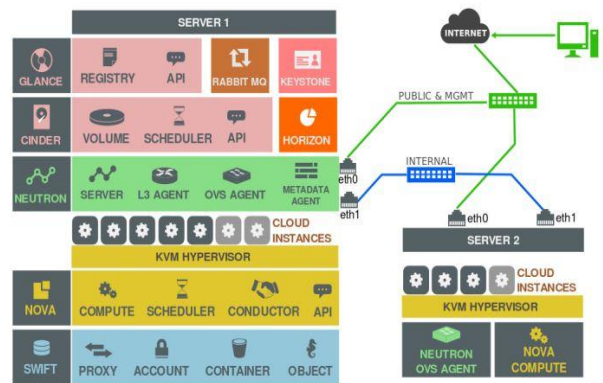 SERVER 1
GLANCE
REGISTRY
API
RABBIT MQ
KEYSTONE
CINDER
VOLUME
SCHEDULER
API
HORIZON
NEUTRON
SERVER
L3 AGENT
OVS AGENT
METADATA
AGENT
eth0
eth1
CLOUD
INSTANCES
KVM HYPERVISOR
NOVA
COMPUTE
SCHEDULER
CONDUCTOR
API
SWIFT
PROXY
ACCOUNT
CONTAINER
OBJECT
INTERNET
PUBLIC & MGMT
INTERNAL
eth0
eth1
SERVER 2
CLOUD
INSTANCES
KVM HYPERVISOR
NEUTRON
OVS AGENT
NOVA
COMPUTE